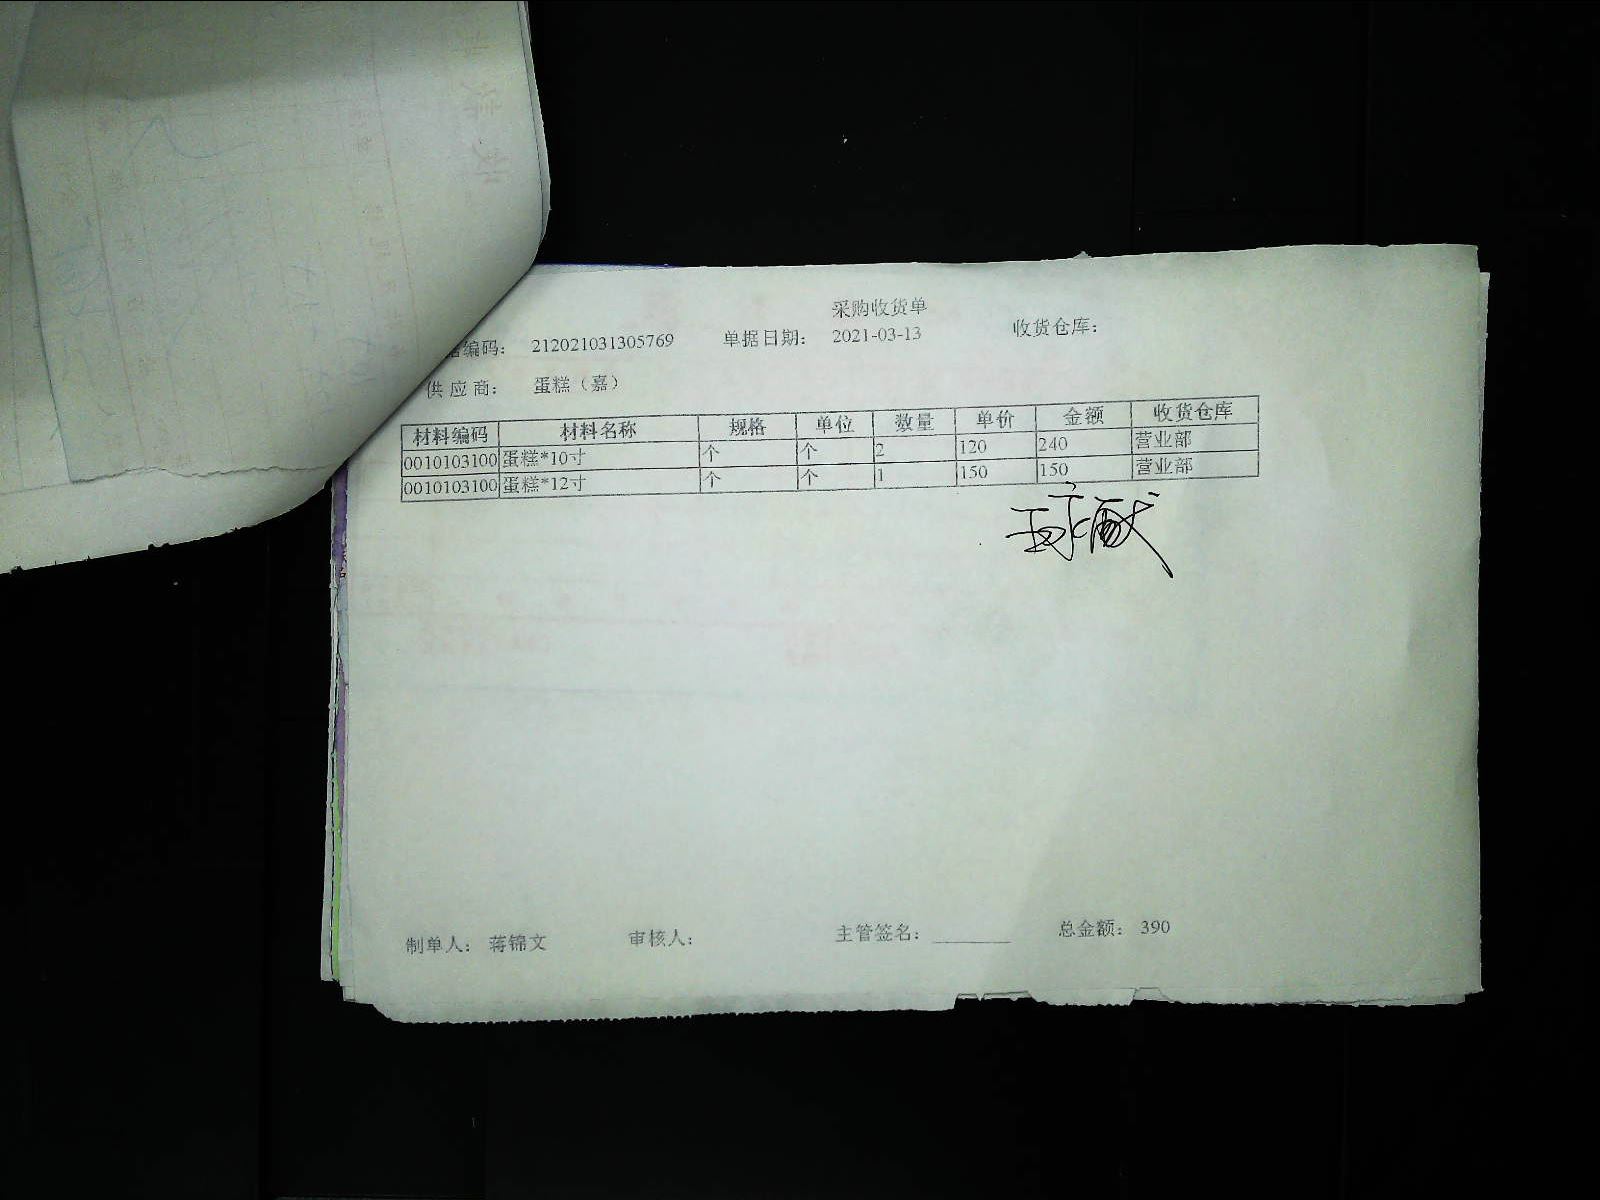 采购收货单
编码： 212021031305769 单据日期： 2021-03-13 收货仓库：
供应商： 蛋糕（嘉）
材料编码 材料名称 规格 单位 数量 单价 金额 收货仓库
0010103100 蛋糕*10寸 个 个 2 120 240 营业部
0010103100 蛋糕*12寸 个 个 1 150 150 营业部
制单人： 蒋锦文 审核人： 主管签名： 总金额： 390